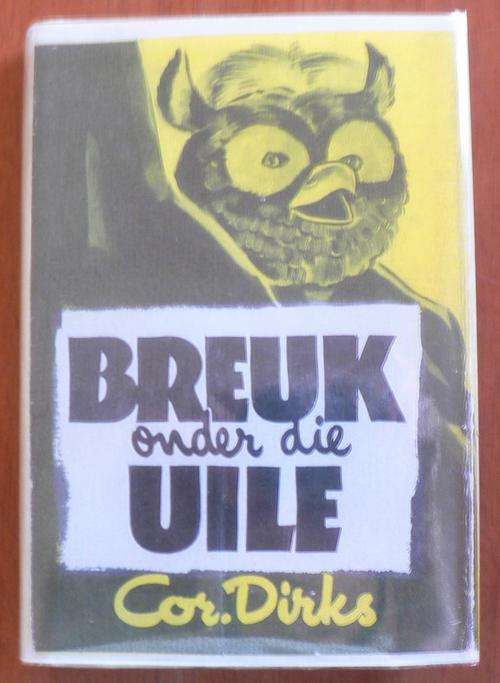 BREUK
onder die
UILE
Cor. Dirks